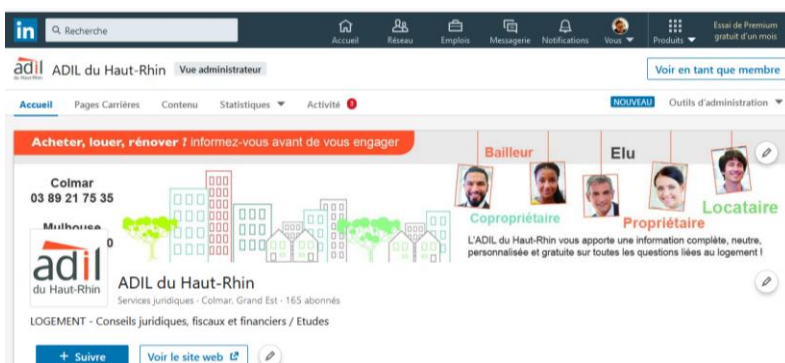 in Recherche
Accueil Réseau Emplois Messagerie Notifications Vous Produits Essai de Premium gratuit d'un mois
adil du Haut-Rhin ADIL du Haut-Rhin Vue administrateur Voir en tant que membre
Accueil Pages Carrières Contenu Statistiques Activité 3 NOUVEAU Outils d'administration
Acheter, louer, rénover ? informez-vous avant de vous engager
Bailleur Elu
Colmar
03 89 21 75 35
Mulhouse
0
Copropriétaire Propriétaire Locataire
L'ADIL du Haut-Rhin vous apporte une information complète, neutre,
personnalisée et gratuite sur toutes les questions liées au logement !
adil
du Haut-Rhin
ADIL du Haut-Rhin
Services juridiques · Colmar, Grand Est · 165 abonnés
LOGEMENT - Conseils juridiques, fiscaux et financiers / Etudes
+ Suivre Voir le site web